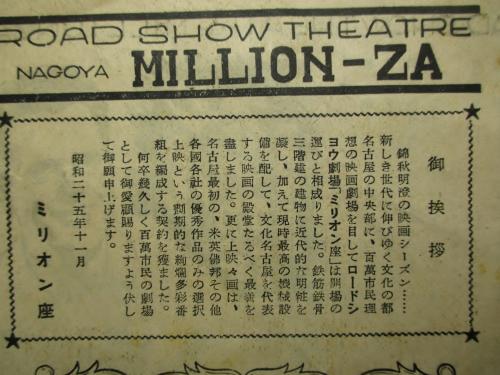 ROAD SHOW THEATRE
NAGOYA MILLION-ZA
御挨拶
錦秋明澄の映画シーズン……
新しき世代に伸びゆく文化の都
名古屋の中央部に、百萬市民理
想の映画劇場を目してロードシ
ヨウ劇場『ミリオン座』は開場の
運びと相成りました。鉄筋鉄骨
三階建の建物に近代的な明粧を
凝し、加えて現時最高の機械設
備を配して、文化名古屋を代表
する映画の殿堂たるべく最善を
盡しました。更に上映々画は、
名古屋最初の、米英佛邦その他
各國各社の優秀作品のみの選択
上映という劃期的な絢爛多彩番
組を編成する契約を獲ました。
何卒幾久しく百萬市民の劇場
として御愛顧賜りますよう伏し
て御願申上げます。
昭和二十五年十一月
ミリオン座